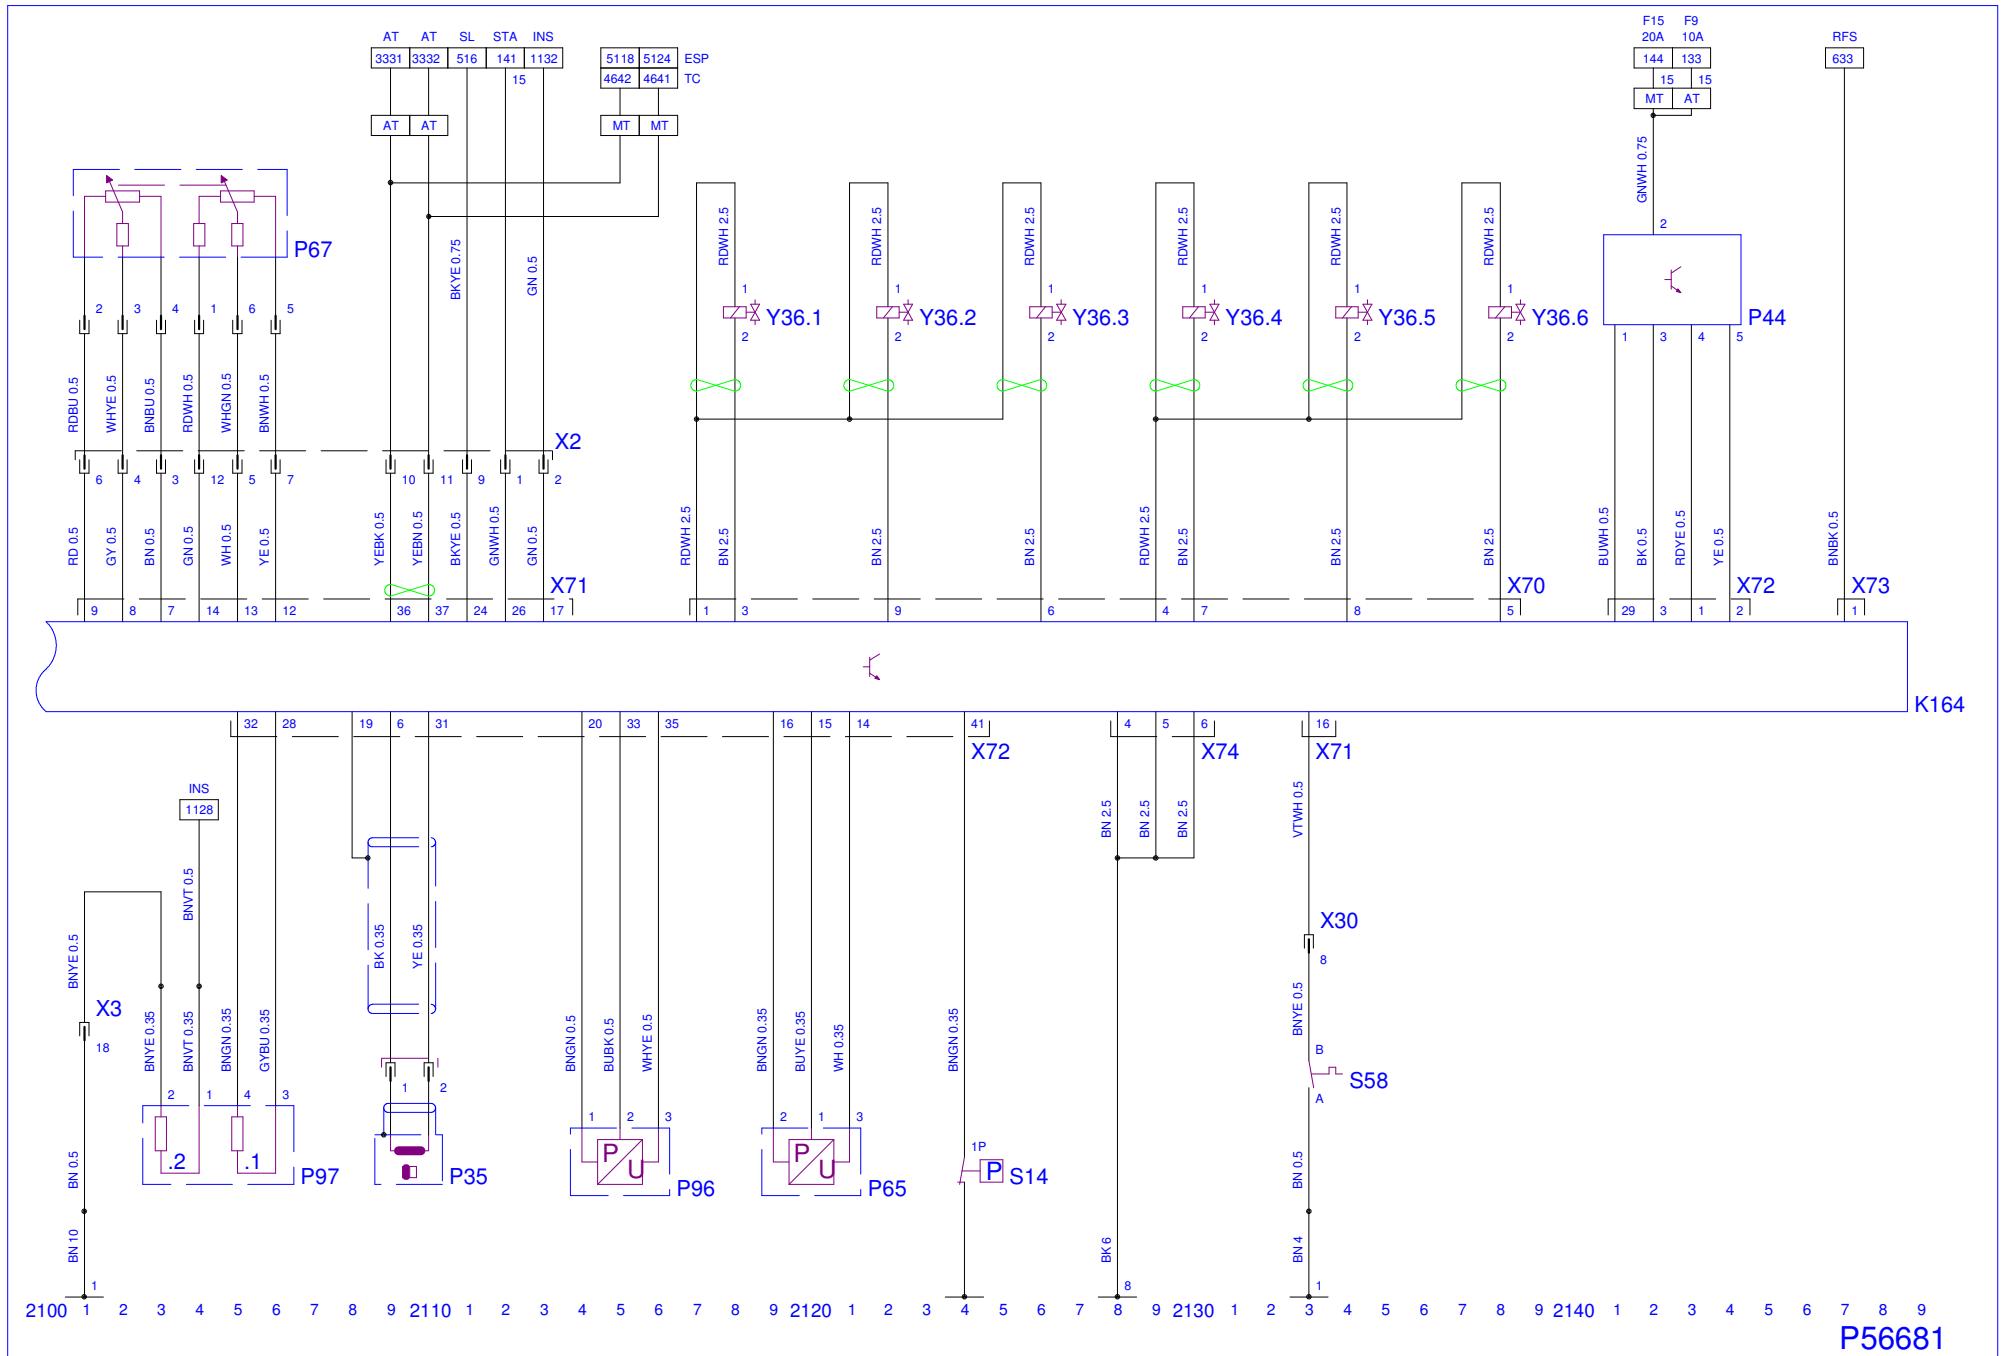 F15 F9
AT AT SL STA INS 20A 10A RFS
3331 3332 516 141 1132 5118 5124 ESP 144 133 633
15 4642 4641 TC 15 15
MT AT
AT AT MT MT
GNWH 0.75
RDWH 2.5 RDWH 2.5 RDWH 2.5 RDWH 2.5 RDWH 2.5 RDWH 2.5
2
P67
BKYE 0.75 GN 0.5
1 1 1 1 1 1
2 3 4 1 6 5
Y36.1 Y36.2 Y36.3 Y36.4 Y36.5 Y36.6 P44
2 2 2 2 2 2 1 3 4 5
RDBU 0.5 WHYE 0.5 BNBU 0.5 RDWH 0.5 WHGN 0.5 BNWH 0.5
X2
6 4 3 12 5 7 10 11 9 1 2
RD 0.5 GY 0.5 BN 0.5 GN 0.5 WH 0.5 YE 0.5 YEBK 0.5 YEBN 0.5 BKYE 0.5 GNWH 0.5 GN 0.5 RDWH 2.5 BN 2.5 BN 2.5 BN 2.5 RDWH 2.5 BN 2.5 BN 2.5 BN 2.5 BUWH 0.5 BK 0.5 RDYE 0.5 YE 0.5 BNBK 0.5
X71 X70 X72 X73
9 8 7 14 13 12 36 37 24 26 17 1 3 9 6 4 7 8 5 29 3 1 2 1
K164
32 28 19 6 31 20 33 35 16 15 14 41 4 5 6 16
X72 X74 X71
INS
1128
BN 2.5 BN 2.5 BN 2.5 VTWH 0.5
BNVT 0.5
X30
BNYE 0.5 BK 0.35 YE 0.35
8
X3
18
BNYE 0.35 BNVT 0.35 BNGN 0.35 GYBU 0.35 BNGN 0.5 BUBK 0.5 WHYE 0.5 BNGN 0.35 BUYE 0.35 WH 0.35 BNGN 0.35 BNYE 0.5
B
S58
A
1 2
2 1 4 3
1 2 3 2 1 3
1P
BN 0.5 .2 .1 P97 P35 P U P96 P U P65 P S14 BN 0.5
BN 10 BK 6 BN 4
1 8 1
2100 1 2 3 4 5 6 7 8 9 2110 1 2 3 4 5 6 7 8 9 2120 1 2 3 4 5 6 7 8 9 2130 1 2 3 4 5 6 7 8 9 2140 1 2 3 4 5 6 7 8 9
P56681